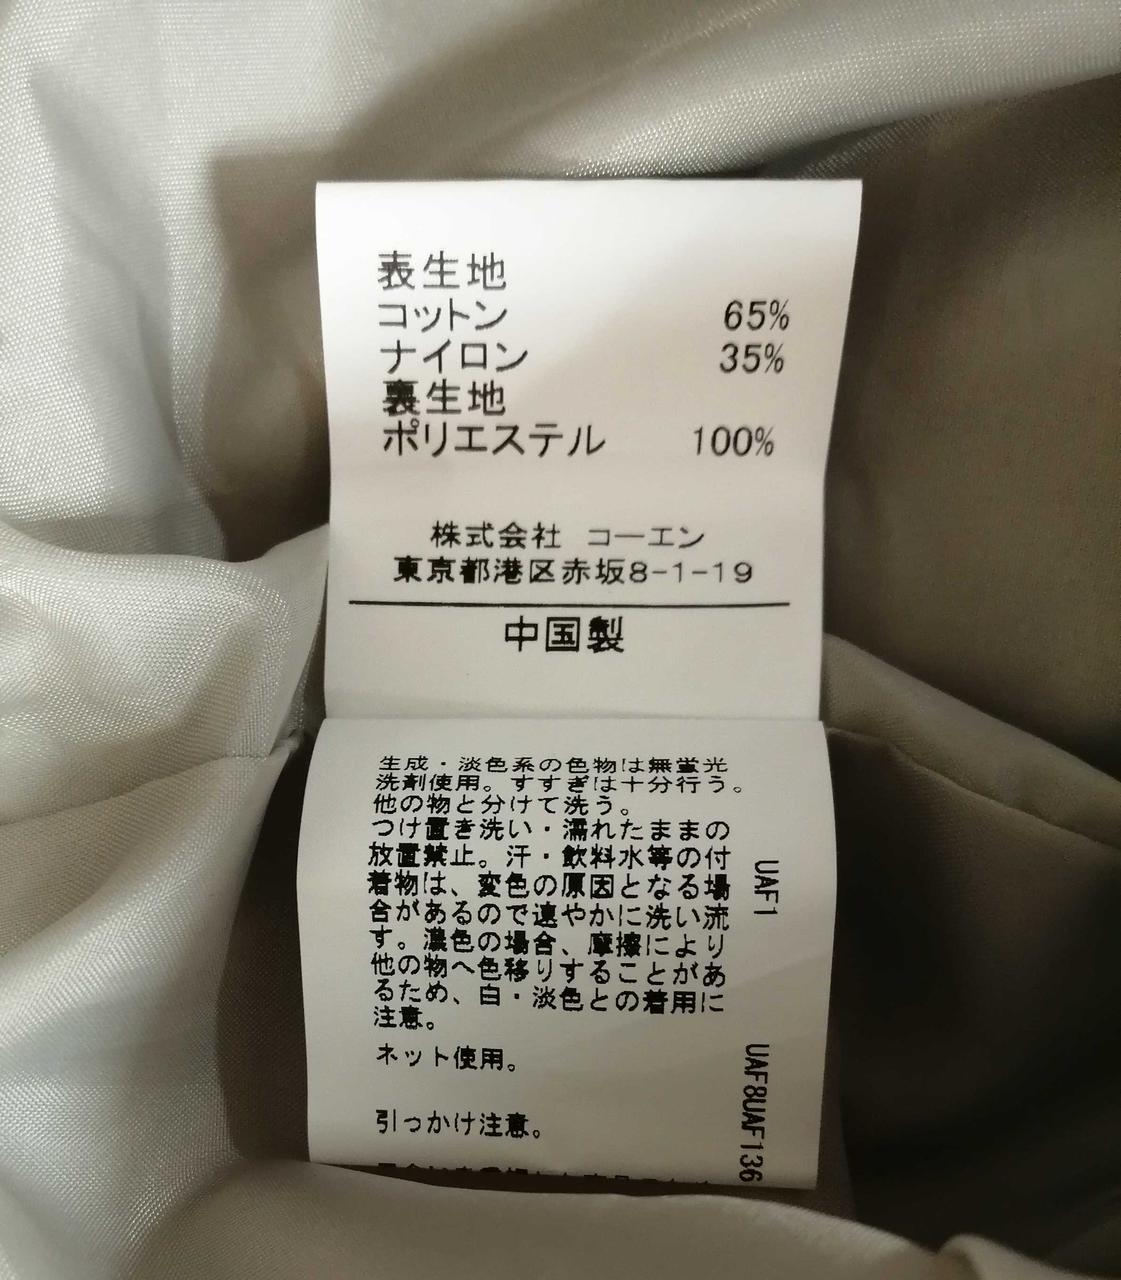 表生地
コットン 65%
ナイロン 35%
裏生地
ポリエステル 100%
株式会社 コーエン
東京都港区赤坂8-1-19
中国製
生成・淡色系の色物は無蛍光
洗剤使用。すすぎは十分行う。
他の物と分けて洗う。
つけ置き洗い・濡れたままの
放置禁止。汗・飲料水等の付
着物は、変色の原因となる場
合があるので速やかに洗い流
す。濃色の場合、摩擦により
他の物へ色移りすることがあ
るため、白・淡色との着用に
注意。
ネット使用。
引っかけ注意。
UAF1
UAF8UAF136